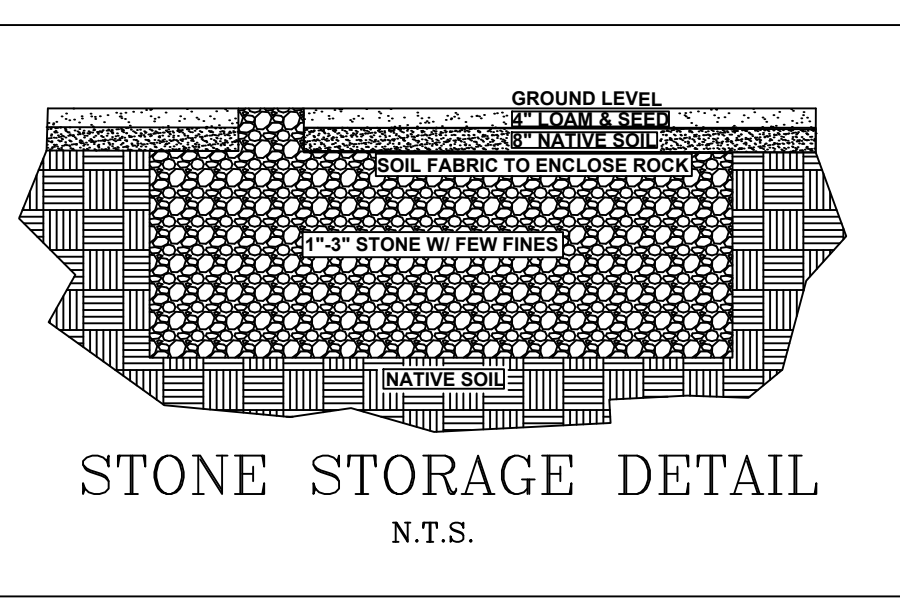 GROUND LEVEL
4" LOAM & SEED
8" NATIVE SOIL
SOIL FABRIC TO ENCLOSE ROCK
1"-3" STONE W/ FEW FINES
NATIVE SOIL
STONE STORAGE DETAIL
N.T.S.